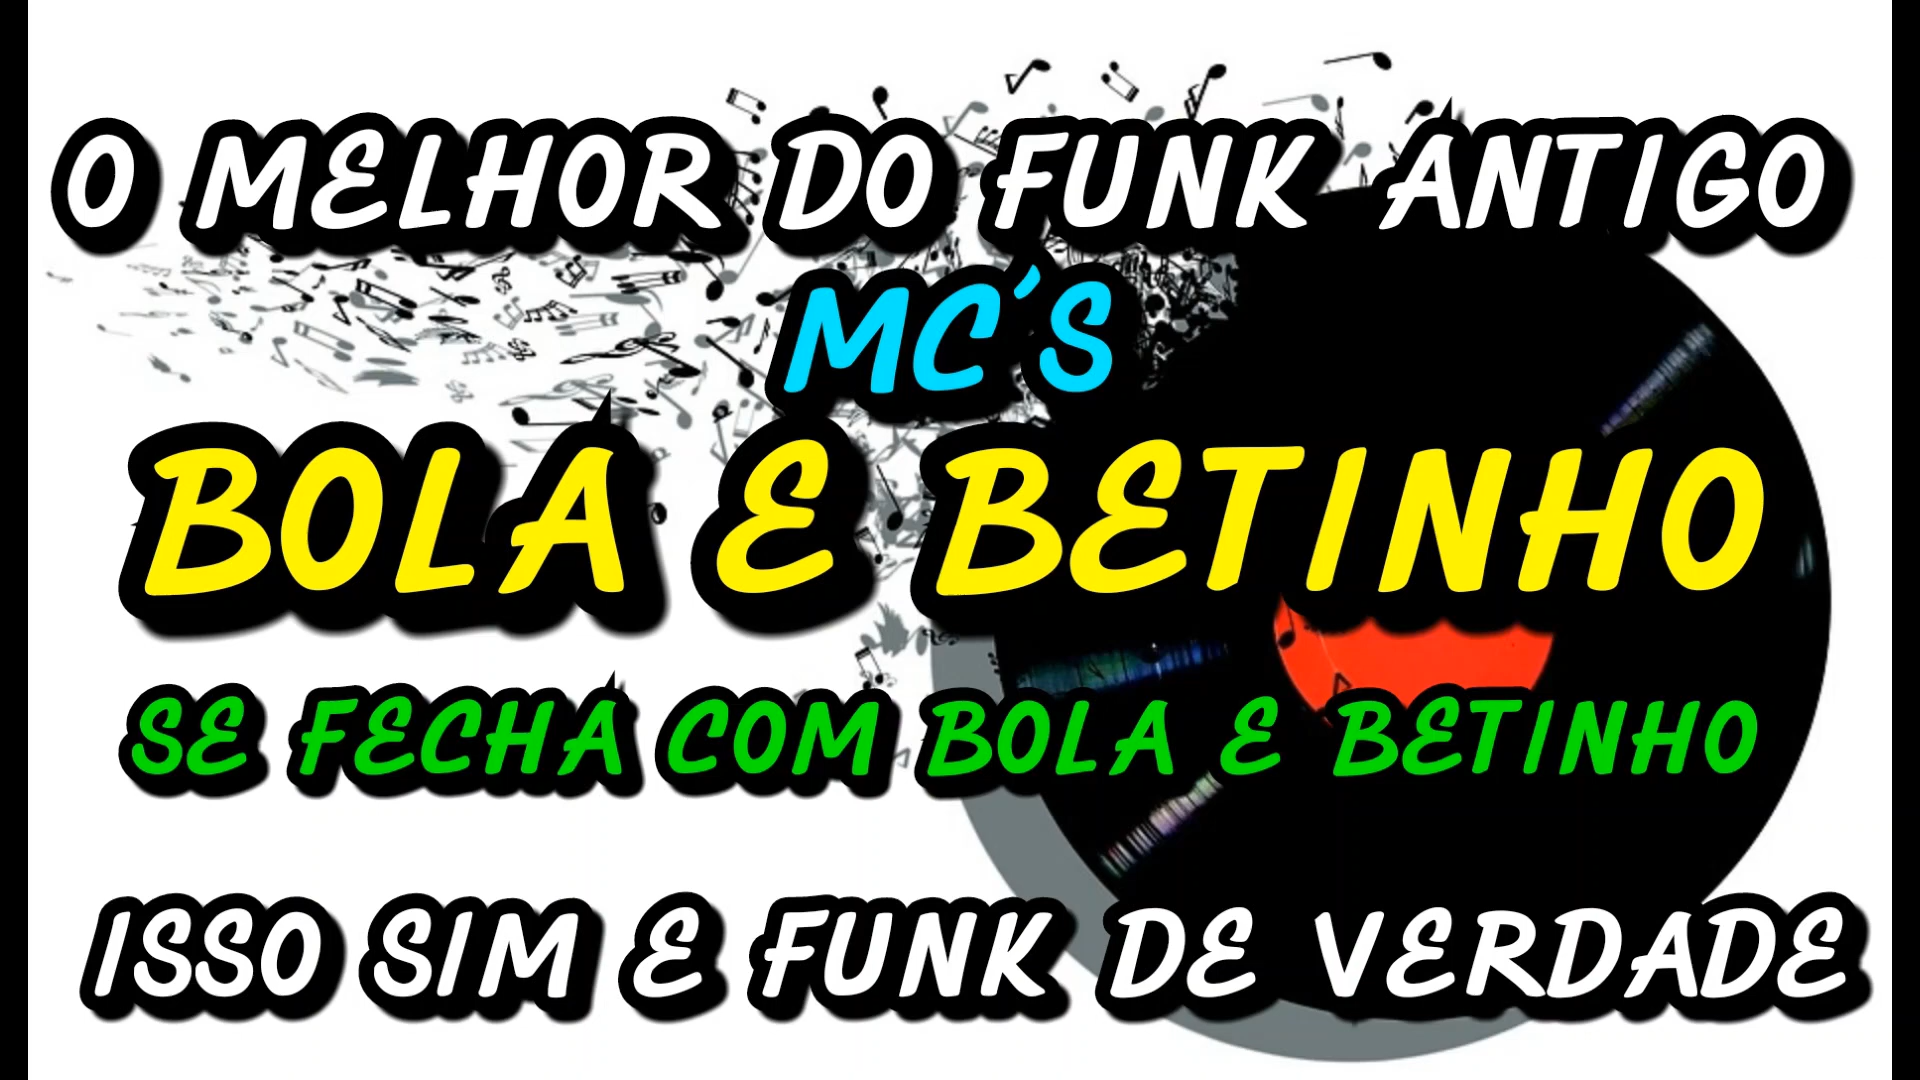 O MELHOR DO FUNK ANTIGO
MC'S
BOLA E BETINHO
SE FECHA COM BOLA E BETINHO
ISSO SIM E FUNK DE VERDADE